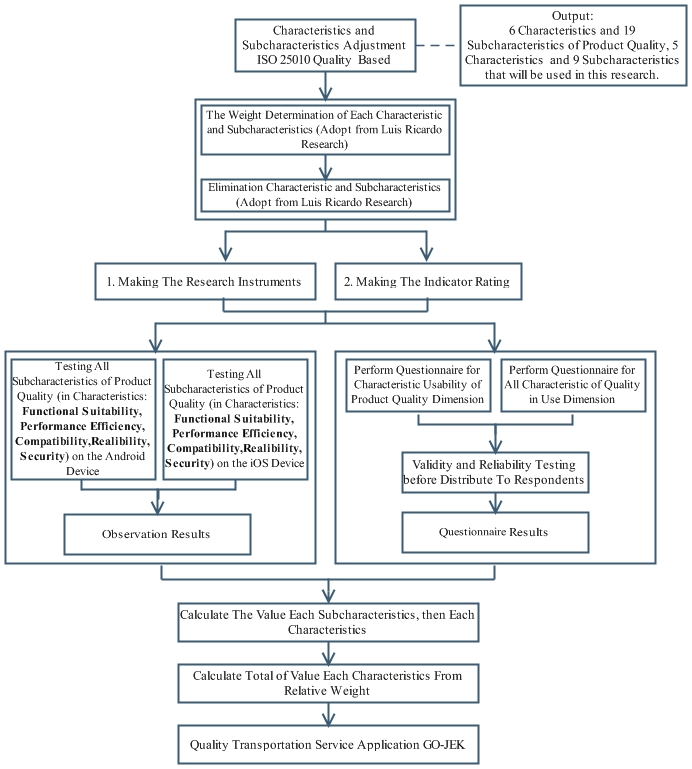 Characteristics and
Subcharacteristics Adjustment
ISO 25010 Quality Based
Output:
6 Characteristics and 19
Subcharacteristics of Product Quality, 5
Characteristics and 9 Subcharacteristics
that will be used in this research.
The Weight Determination of Each Characteristic
and Subcharacteristics (Adopt from Luis Ricardo
Research)
Elimination Characteristic and Subcharacteristics
(Adopt from Luis Ricardo Research)
1. Making The Research Instruments
2. Making The Indicator Rating
Testing All
Subcharacteristics of Product
Quality (in Characteristics:
Functional Suitability,
Performance Efficiency,
Compatibility,Realibility,
Security) on the Android
Device
Testing All
Subcharacteristics of Product
Quality (in Characteristics:
Functional Suitability,
Performance Efficiency,
Compatibility,Realibility,
Security) on the iOS Device
Observation Results
Perform Questionnaire for
Characteristic Usability of
Product Quality Dimension
Perform Questionnaire for
All Characteristic of Quality
in Use Dimension
Validity and Reliability Testing
before Distribute To Respondents
Questionnaire Results
Calculate The Value Each Subcharacteristics, then Each
Characteristics
Calculate Total of Value Each Characteristics From
Relative Weight
Quality Transportation Service Application GO-JEK